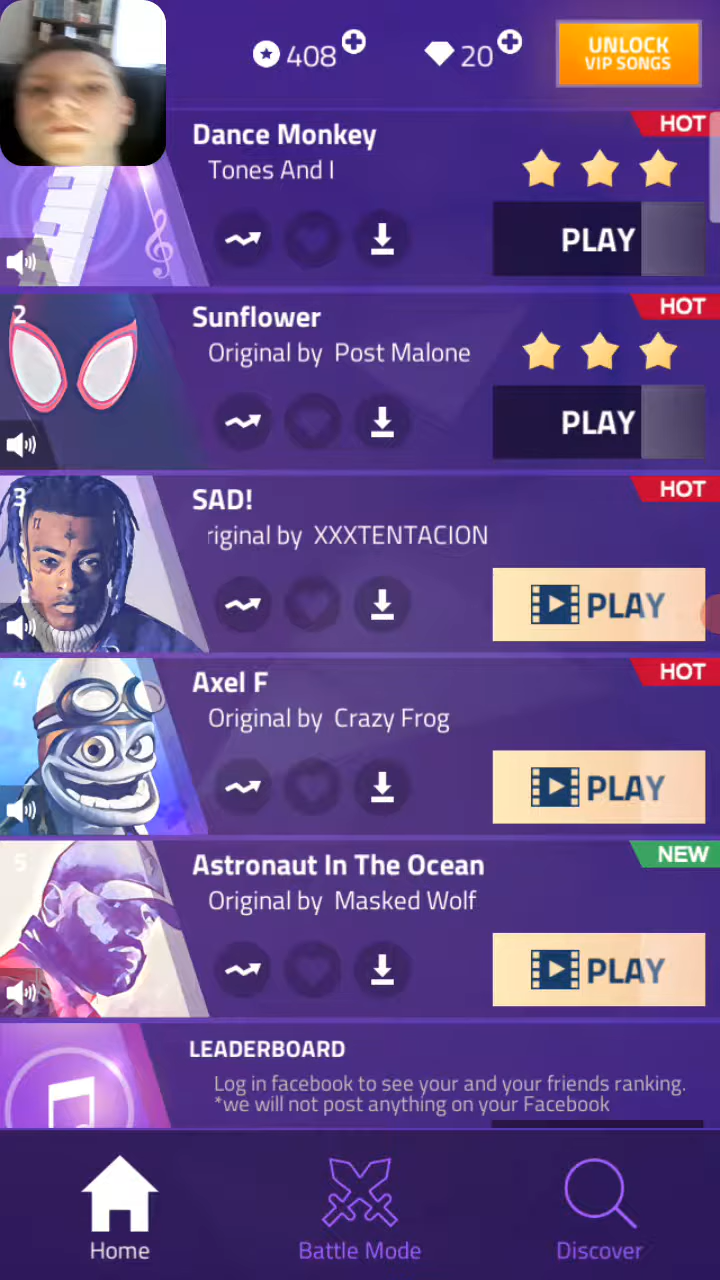 408
20
UNLOCK
VIP SONGS
HOT
Dance Monkey
Tones And I
PLAY
HOT
2
Sunflower
Original by Post Malone
PLAY
HOT
3
SAD!
riginal by XXXTENTACION
PLAY
HOT
4
Axel F
Original by Crazy Frog
PLAY
NEW
5
Astronaut In The Ocean
Original by Masked Wolf
PLAY
LEADERBOARD
Log in facebook to see your and your friends ranking.
*we will not post anything on your Facebook
Home
Battle Mode
Discover